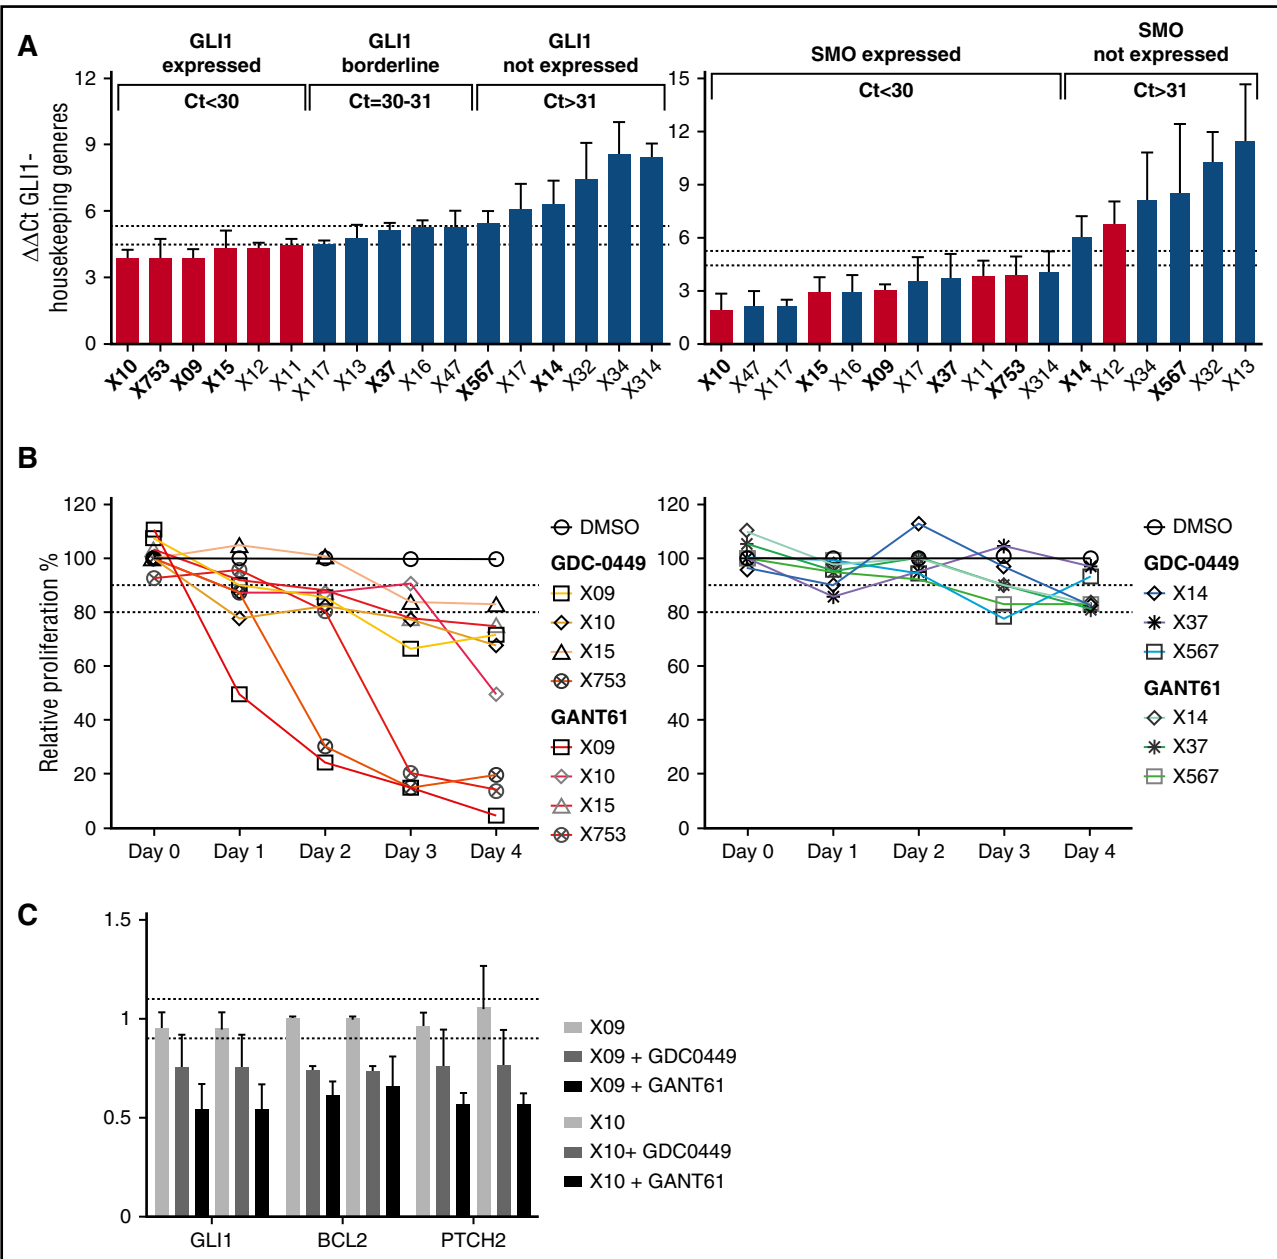 A
GLI1
expressed
GLI1
borderline
GLI1
not expressed
Ct<30
Ct=30-31
Ct>31
ΔΔCt GLI1-
housekeeping generes
12
9
6
3
0
X10
X753
X09
X15
X12
X11
X117
X13
X37
X16
X47
X567
X17
X14
X32
X34
X314
SMO expressed
SMO
not expressed
Ct<30
Ct>31
15
12
9
6
3
0
X10
X47
X117
X15
X16
X09
X17
X37
X11
X753
X314
X14
X12
X34
X567
X32
X13
B
Relative proliferation %
120
100
80
60
40
20
0
Day 0
Day 1
Day 2
Day 3
Day 4
DMSO
GDC-0449
X09
X10
X15
X753
GANT61
X09
X10
X15
X753
120
100
80
60
40
20
0
Day 0
Day 1
Day 2
Day 3
Day 4
DMSO
GDC-0449
X14
X37
X567
GANT61
X14
X37
X567
C
1.5
1
0.5
0
GLI1
BCL2
PTCH2
X09
X09 + GDC0449
X09 + GANT61
X10
X10+ GDC0449
X10 + GANT61